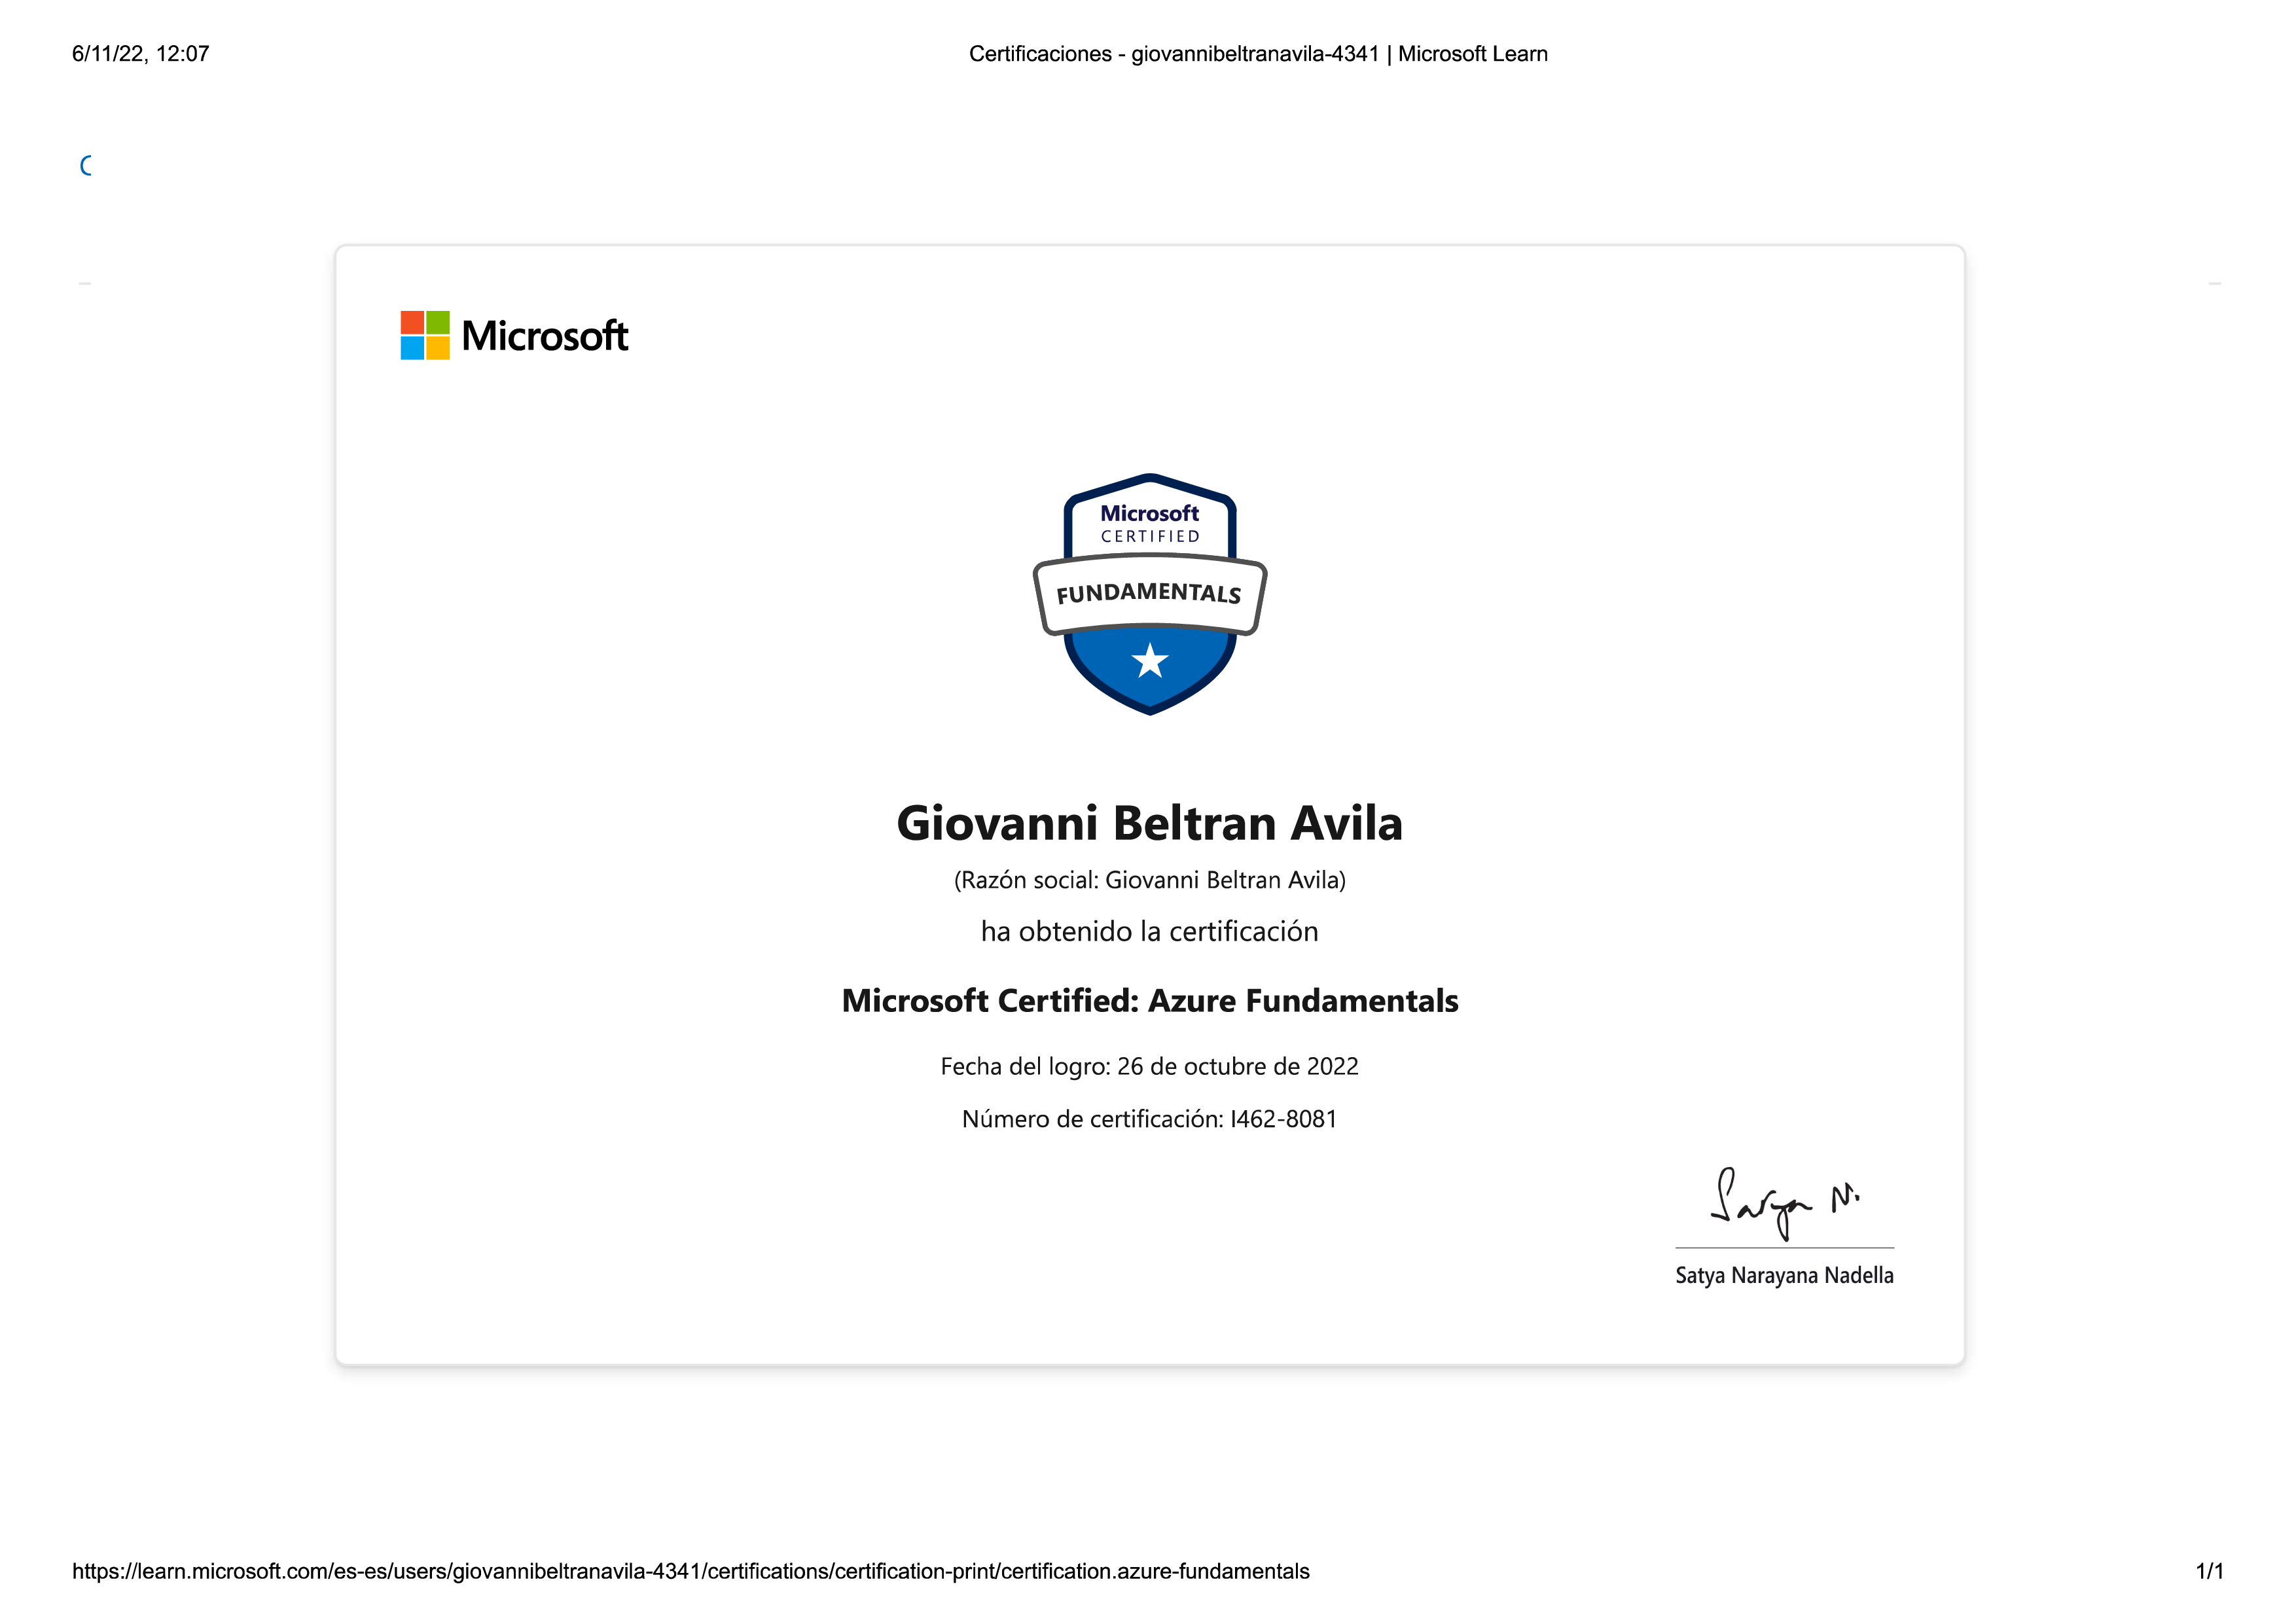 6/11/22, 12:07
Certificaciones - giovannibeltranavila-4341 | Microsoft Learn
Microsoft
Microsoft
CERTIFIED
FUNDAMENTALS
Giovanni Beltran Avila
(Razón social: Giovanni Beltran Avila)
ha obtenido la certificación
Microsoft Certified: Azure Fundamentals
Fecha del logro: 26 de octubre de 2022
Número de certificación: I462-8081
Satya N.
Satya Narayana Nadella
https://learn.microsoft.com/es-es/users/giovannibeltranavila-4341/certifications/certification-print/certification.azure-fundamentals
1/1